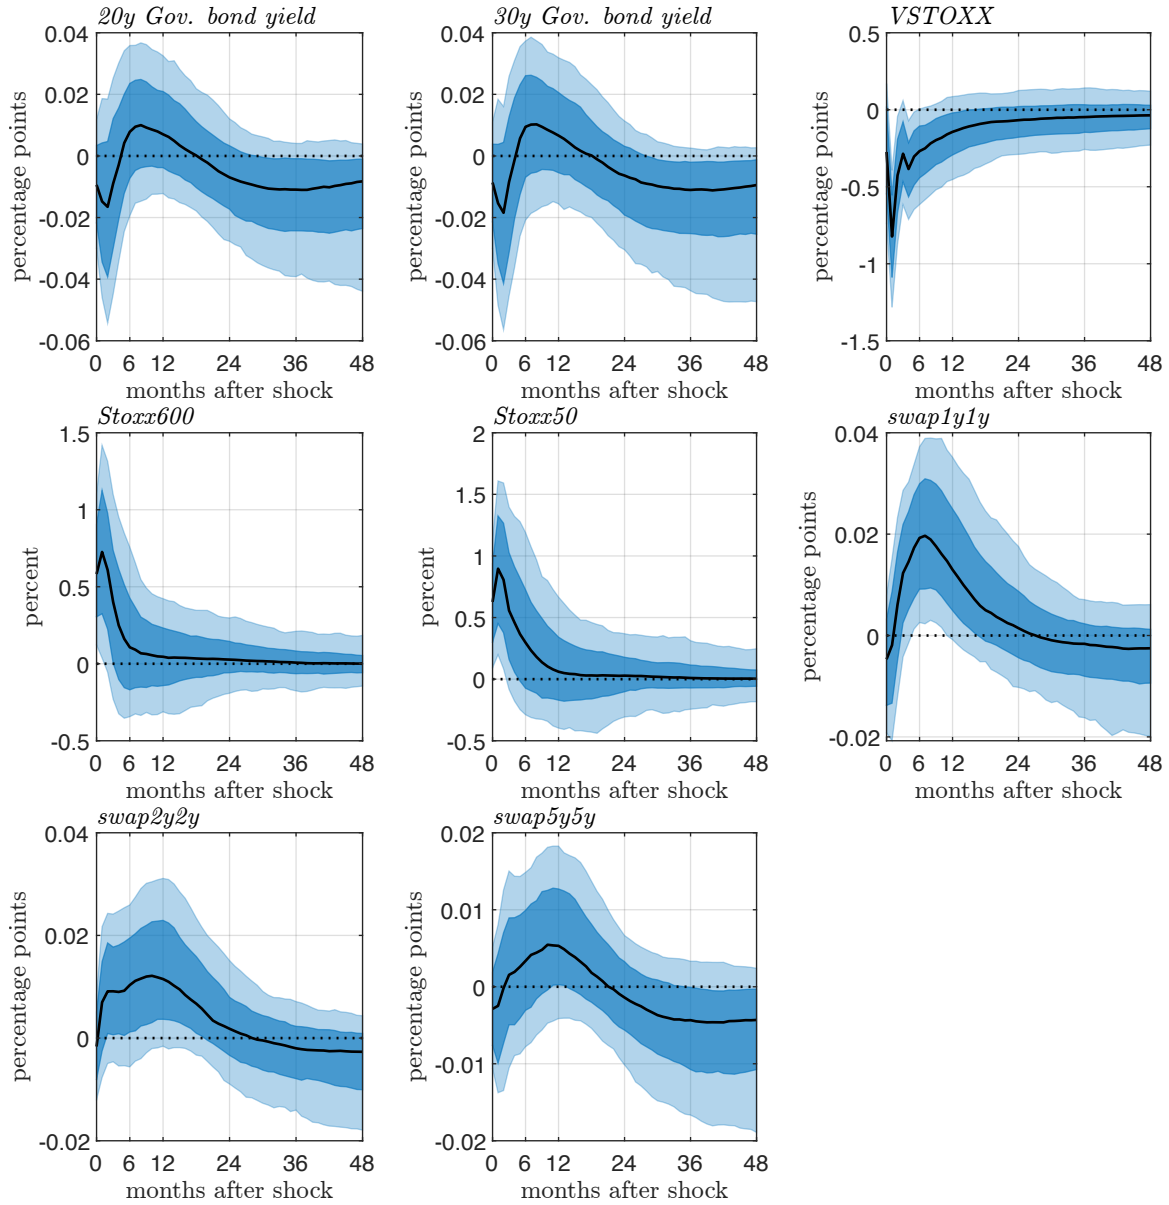 20y Gov. bond yield
30y Gov. bond yield
VSTOXX
percentage points
0.04
0.02
0
-0.02
-0.04
-0.06
0 6 12 24 36 48
months after shock
percentage points
0.04
0.02
0
-0.02
-0.04
-0.06
0 6 12 24 36 48
months after shock
percentage points
0.5
0
-0.5
-1
-1.5
0 6 12 24 36 48
months after shock
Stoxx600
Stoxx50
swap1y1y
percent
1.5
1
0.5
0
-0.5
0 6 12 24 36 48
months after shock
percent
2
1.5
1
0.5
0
-0.5
0 6 12 24 36 48
months after shock
percentage points
0.04
0.02
0
-0.02
0 6 12 24 36 48
months after shock
swap2y2y
swap5y5y
percentage points
0.04
0.02
0
-0.02
0 6 12 24 36 48
months after shock
percentage points
0.02
0.01
0
-0.01
-0.02
0 6 12 24 36 48
months after shock